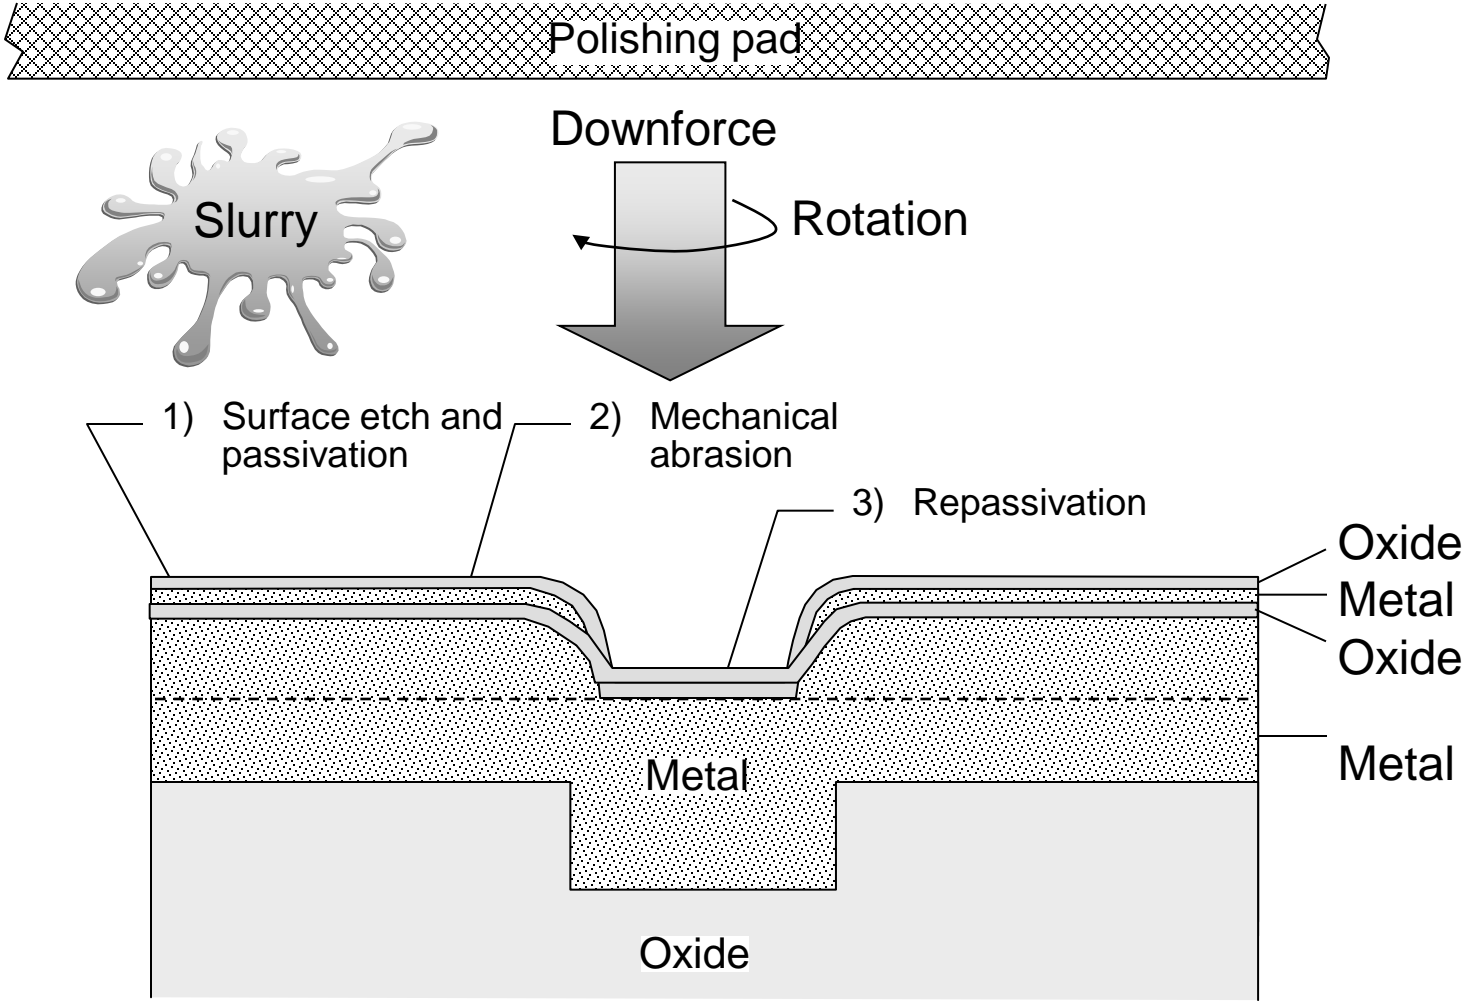 Polishing pad
Downforce
Slurry
Rotation
1) Surface etch and
passivation
2) Mechanical
abrasion
3) Repassivation
Oxide
Metal
Oxide
Metal
Metal
Oxide